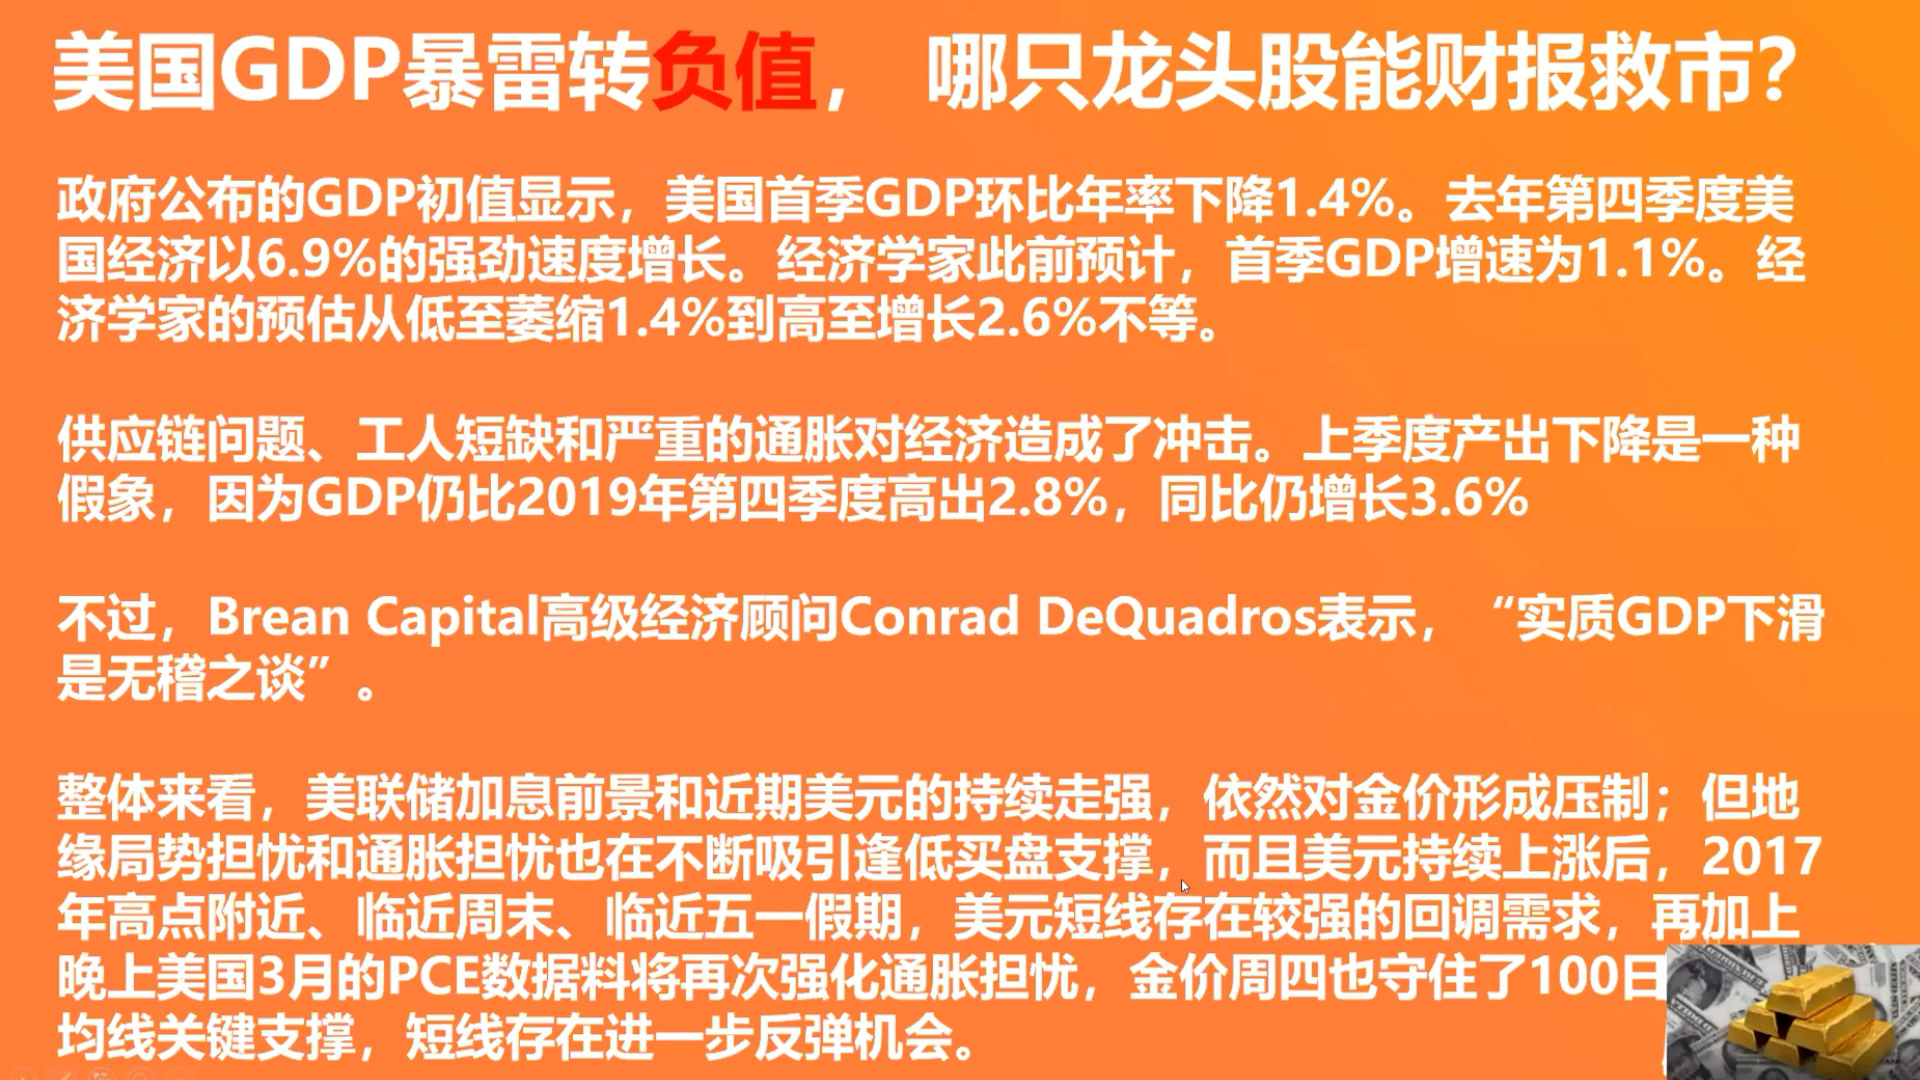 美国GDP暴雷转负值， 哪只龙头股能财报救市？
政府公布的GDP初值显示，美国首季GDP环比年率下降1.4%。去年第四季度美
国经济以6.9%的强劲速度增长。经济学家此前预计，首季GDP增速为1.1%。经
济学家的预估从低至萎缩1.4%到高至增长2.6%不等。
供应链问题、工人短缺和严重的通胀对经济造成了冲击。上季度产出下降是一种
假象，因为GDP仍比2019年第四季度高出2.8%，同比仍增长3.6%
不过，Brean Capital高级经济顾问Conrad DeQuadros表示，“实质GDP下滑
是无稽之谈”。
整体来看，美联储加息前景和近期美元的持续走强，依然对金价形成压制；但地
缘局势担忧和通胀担忧也在不断吸引逢低买盘支撑，而且美元持续上涨后，2017
年高点附近、临近周末、临近五一假期，美元短线存在较强的回调需求，再加上
晚上美国3月的PCE数据料将再次强化通胀担忧，金价周四也守住了100日
均线关键支撑，短线存在进一步反弹机会。